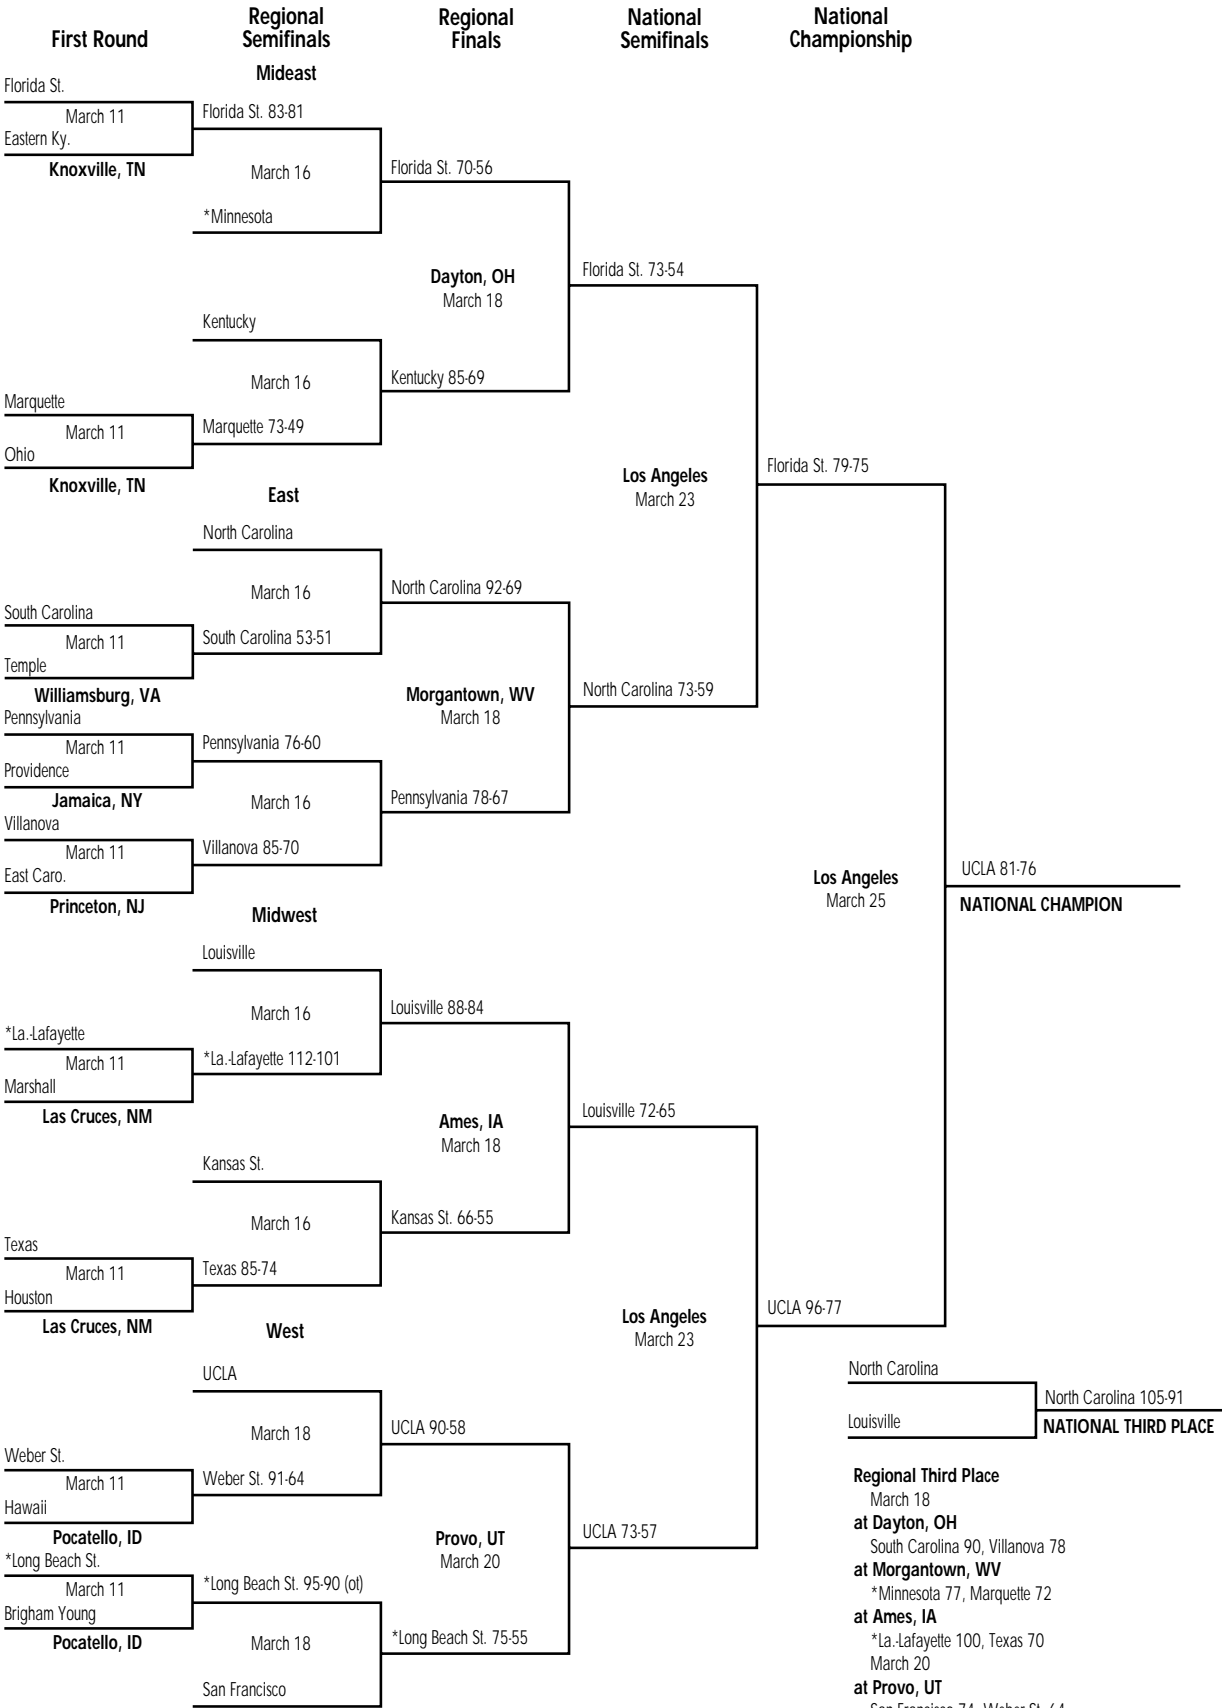 First Round
Regional
Semifinals
Regional
Finals
National
Semifinals
National
Championship
Mideast
Florida St.
March 11
Eastern Ky.
Knoxville, TN
Florida St. 83-81
March 16
*Minnesota
Florida St. 70-56
Dayton, OH
March 18
Florida St. 73-54
Kentucky
March 16
Kentucky 85-69
Marquette
March 11
Ohio
Knoxville, TN
Marquette 73-49
Los Angeles
March 23
Florida St. 79-75
East
North Carolina
March 16
North Carolina 92-69
South Carolina
March 11
Temple
Williamsburg, VA
South Carolina 53-51
Morgantown, WV
March 18
North Carolina 73-59
Pennsylvania
March 11
Providence
Jamaica, NY
Pennsylvania 76-60
March 16
Pennsylvania 78-67
Villanova
March 11
East Caro.
Princeton, NJ
Villanova 85-70
Los Angeles
March 25
UCLA 81-76
NATIONAL CHAMPION
Midwest
Louisville
March 16
Louisville 88-84
*La.-Lafayette
March 11
Marshall
Las Cruces, NM
*La.-Lafayette 112-101
Ames, IA
March 18
Louisville 72-65
Kansas St.
March 16
Kansas St. 66-55
Texas
March 11
Houston
Las Cruces, NM
Texas 85-74
Los Angeles
March 23
UCLA 96-77
West
UCLA
March 18
UCLA 90-58
Weber St.
March 11
Hawaii
Pocatello, ID
Weber St. 91-64
Provo, UT
March 20
UCLA 73-57
*Long Beach St.
March 11
Brigham Young
Pocatello, ID
*Long Beach St. 95-90 (ot)
March 18
*Long Beach St. 75-55
San Francisco
North Carolina
Louisville
North Carolina 105-91
NATIONAL THIRD PLACE
Regional Third Place
March 18
at Dayton, OH
South Carolina 90, Villanova 78
at Morgantown, WV
*Minnesota 77, Marquette 72
at Ames, IA
*La.-Lafayette 100, Texas 70
March 20
at Provo, UT
San Francisco 74, Weber St. 64